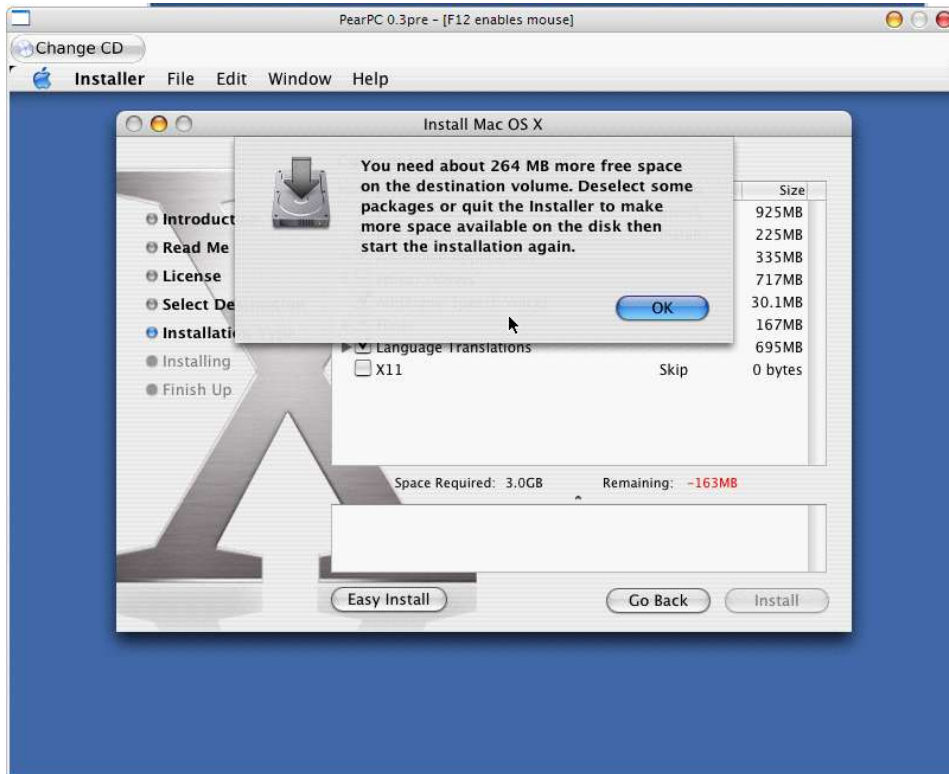 PearPC 0.3pre - [F12 enables mouse]
Change CD
Installer File Edit Window Help
Install Mac OS X
You need about 264 MB more free space
on the destination volume. Deselect some
packages or quit the Installer to make
more space available on the disk then
start the installation again.
OK
Introduct
Read Me
License
Select De
Installati
Installing
Finish Up
Size
925MB
225MB
335MB
717MB
30.1MB
167MB
Language Translations 695MB
X11 Skip 0 bytes
Space Required: 3.0GB Remaining: -163MB
Easy Install Go Back Install